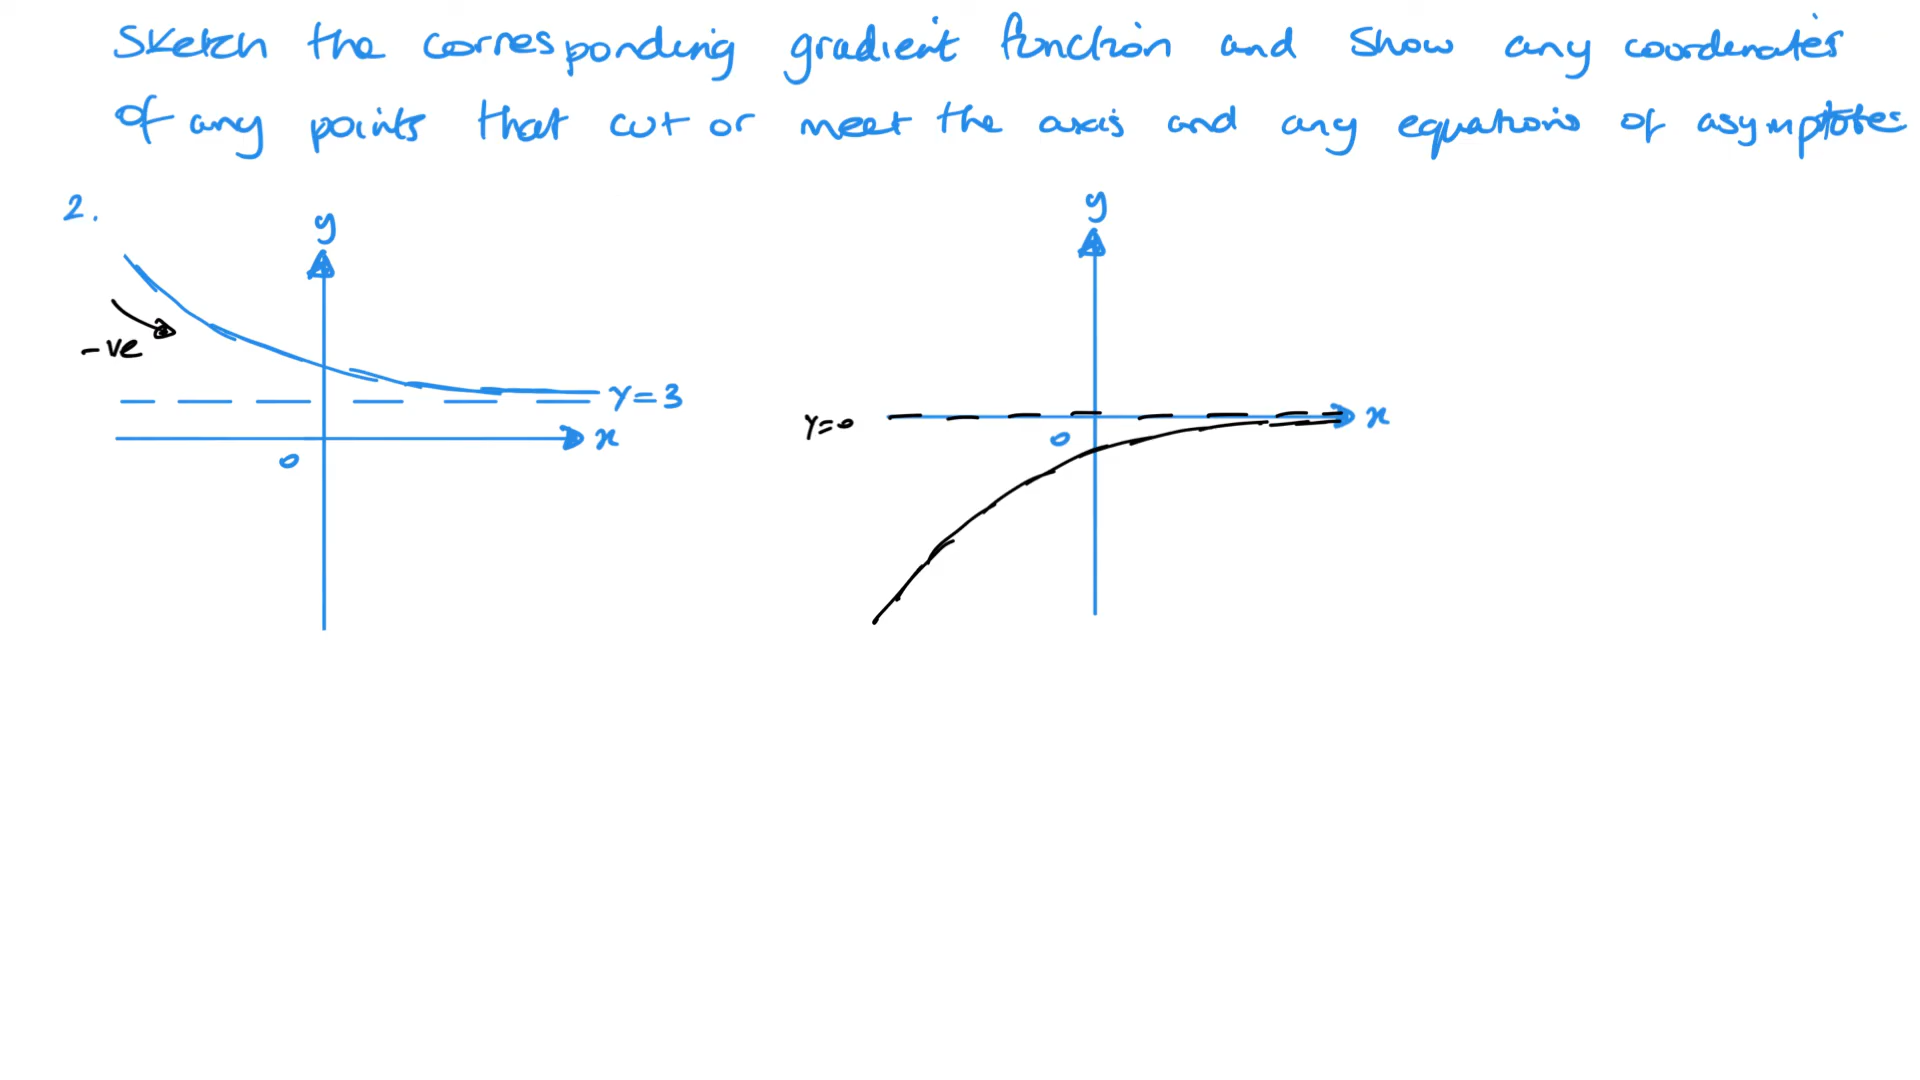 Sketch the corresponding gradient function and show any coordinates
of any points that cut or meet the axis and any equations of asymptotes
2.
y
-ve
y=3
x
0
y
y=0
x
0